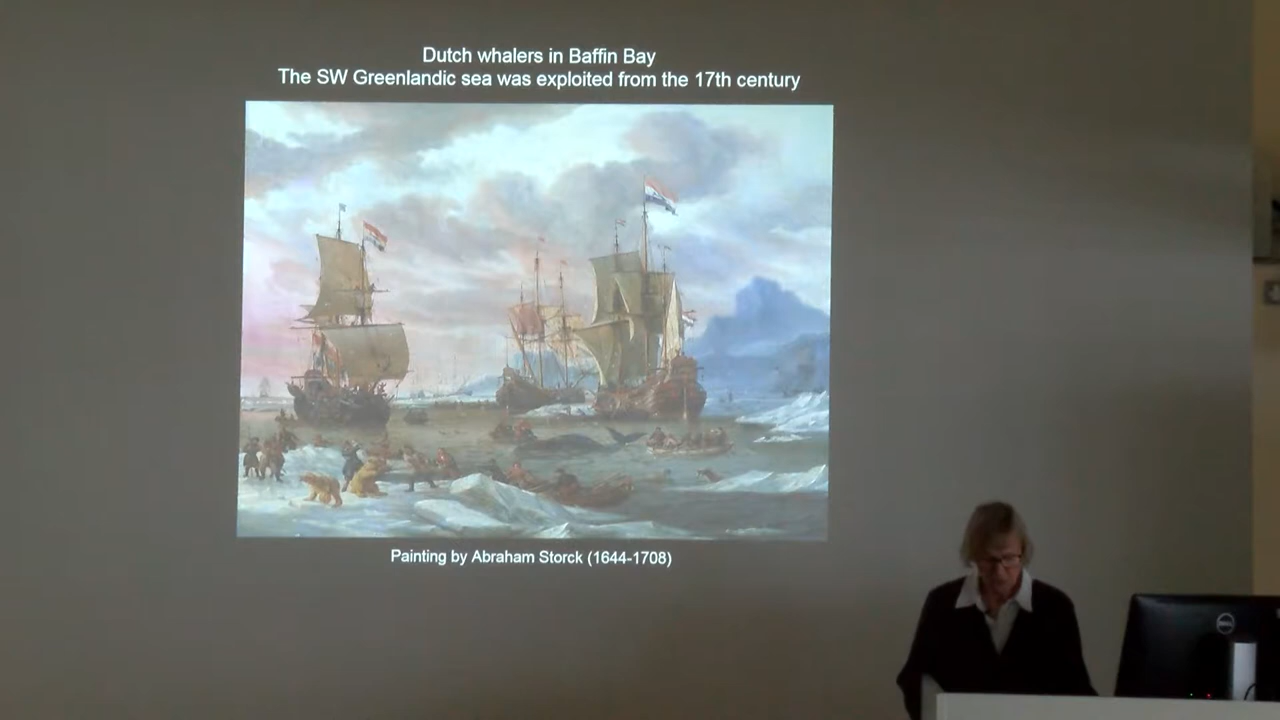 Dutch whalers in Baffin Bay
The SW Greenlandic sea was exploited from the 17th century
Painting by Abraham Storck (1644-1708)
DELL